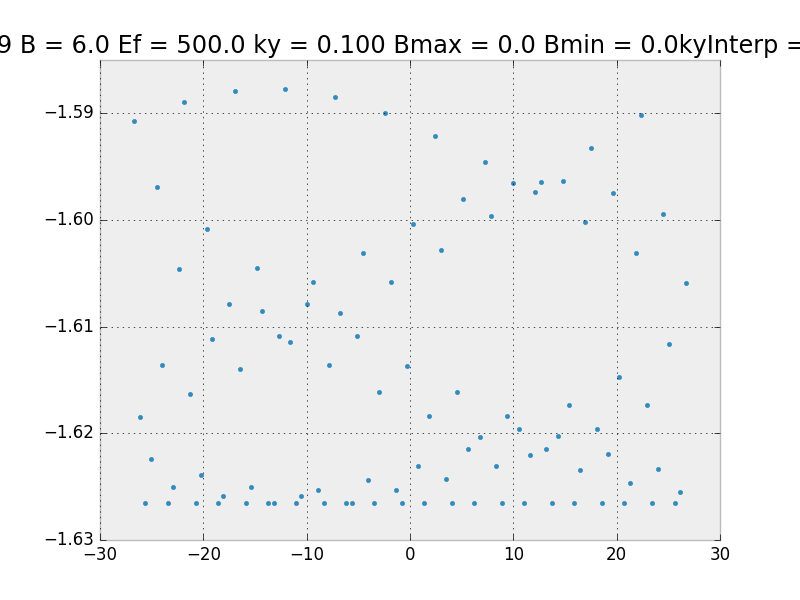 9 B = 6.0 Ef = 500.0 ky = 0.100 Bmax = 0.0 Bmin = 0.0kyInterp =
−1.59
−1.60
−1.61
−1.62
−1.63
−30 −20 −10 0 10 20 30